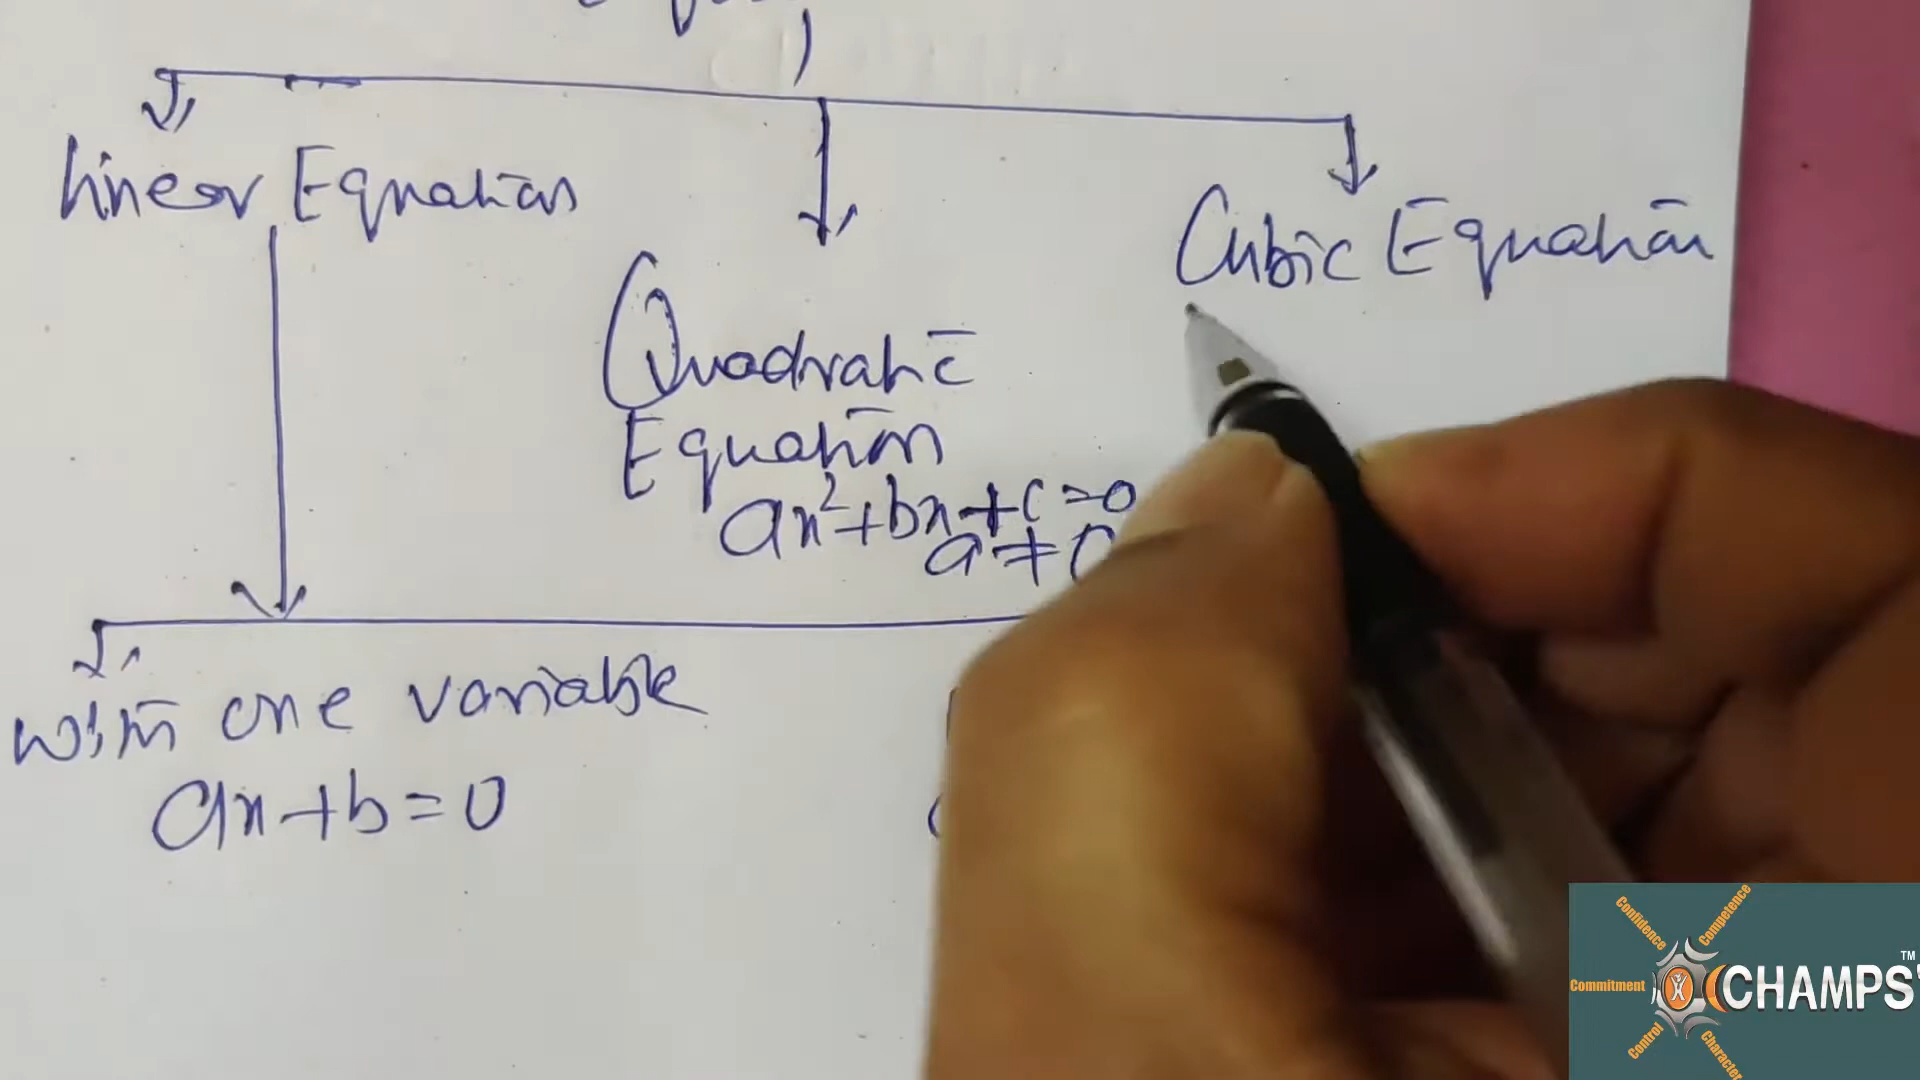 Linear Equation
Cubic Equation
Quadratic
Equation
ax²+bx+c=0
a≠0
with one variable
ax+b=0
Confidence
Competence
Commitment
CHAMPS
TM
Control
Character